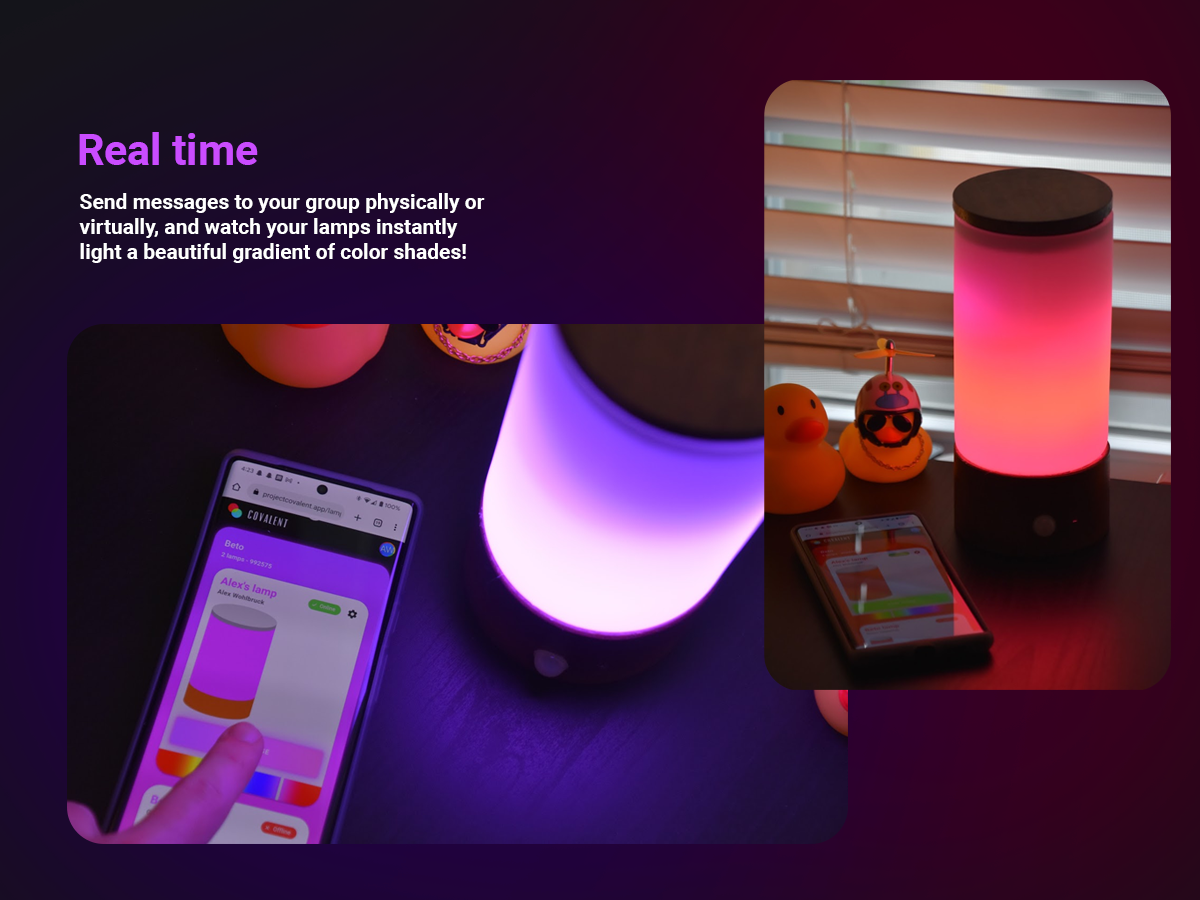 Real time
Send messages to your group physically or
virtually, and watch your lamps instantly
light a beautiful gradient of color shades!
4:23
100%
projectcovalent.app/lamp
COVALENT
AW
Beto
2 lamps - 992575
Alex's lamp
Alex Wohlbruck
Online
Offline